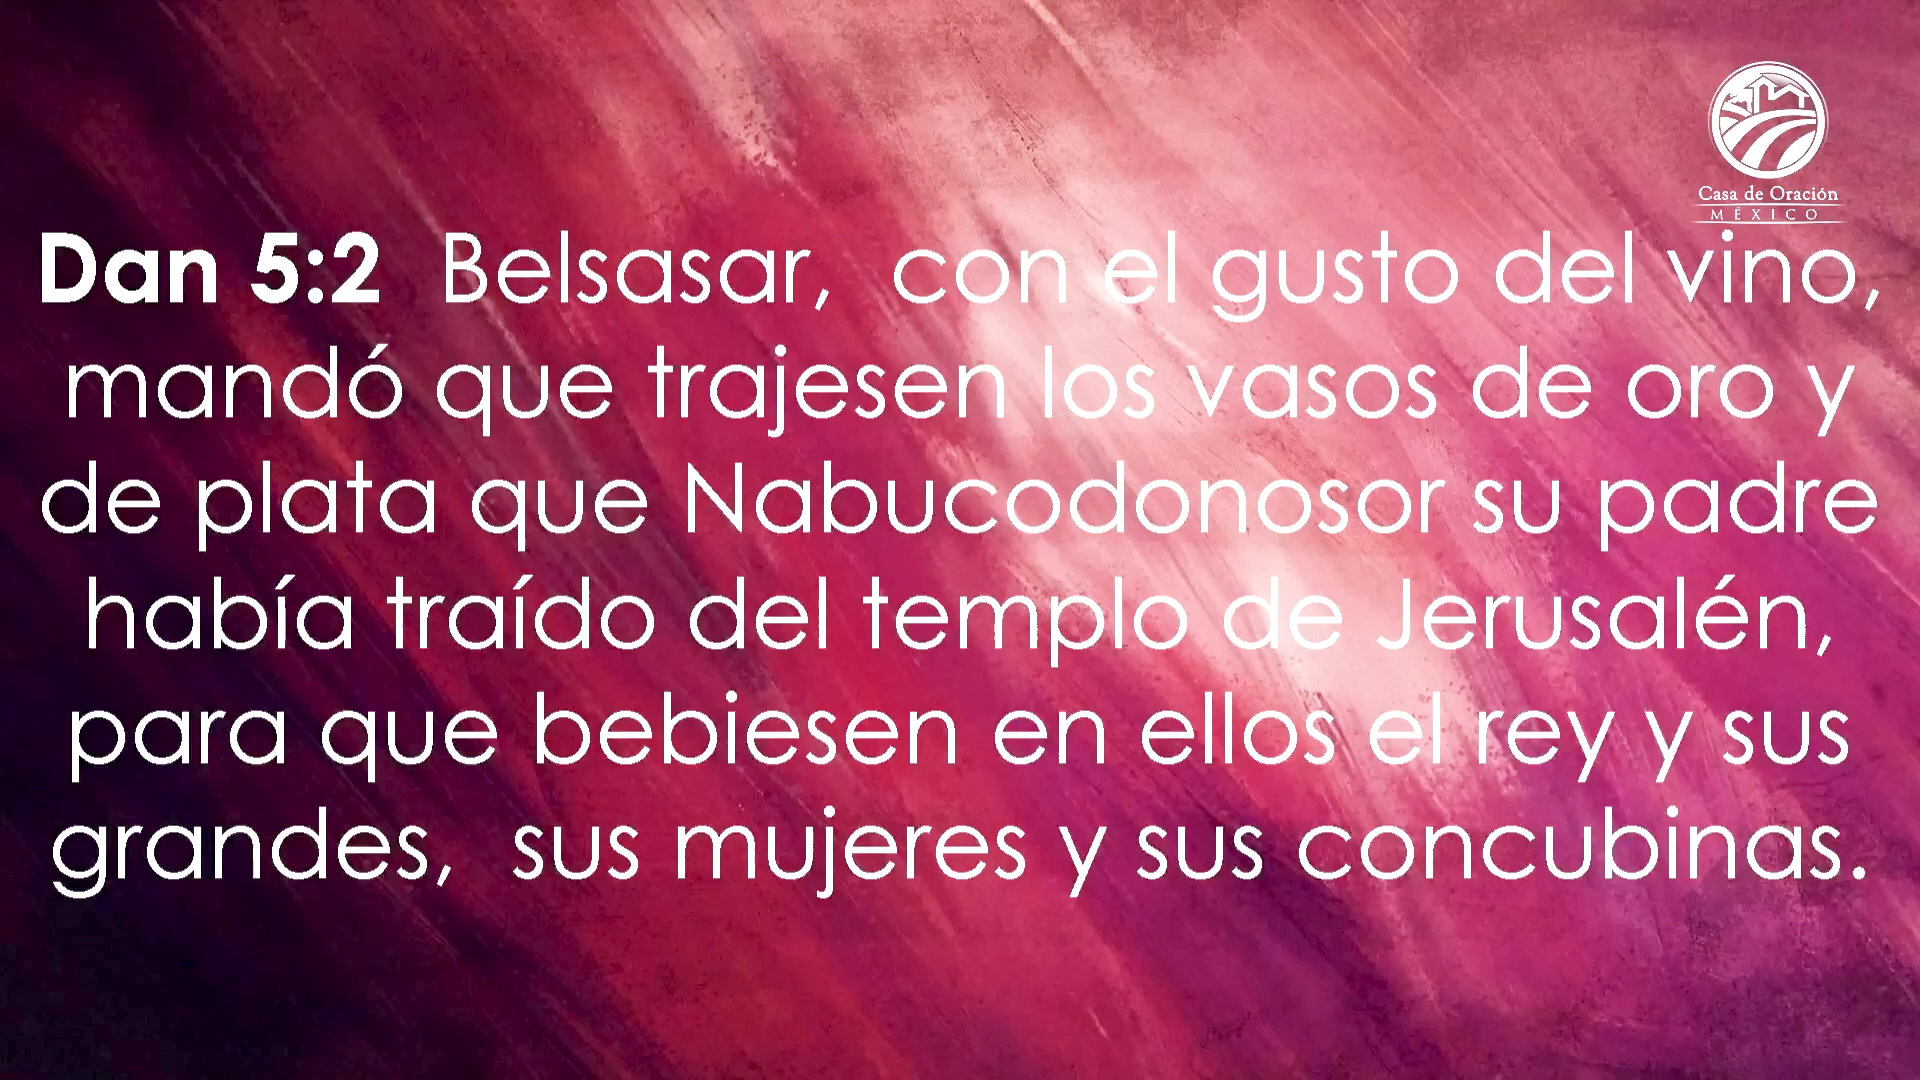 Casa de Oración
MÉXICO
Dan 5:2 Belsasar, con el gusto del vino,
mandó que trajesen los vasos de oro y
de plata que Nabucodonosor su padre
había traído del templo de Jerusalén,
para que bebiesen en ellos el rey y sus
grandes, sus mujeres y sus concubinas.